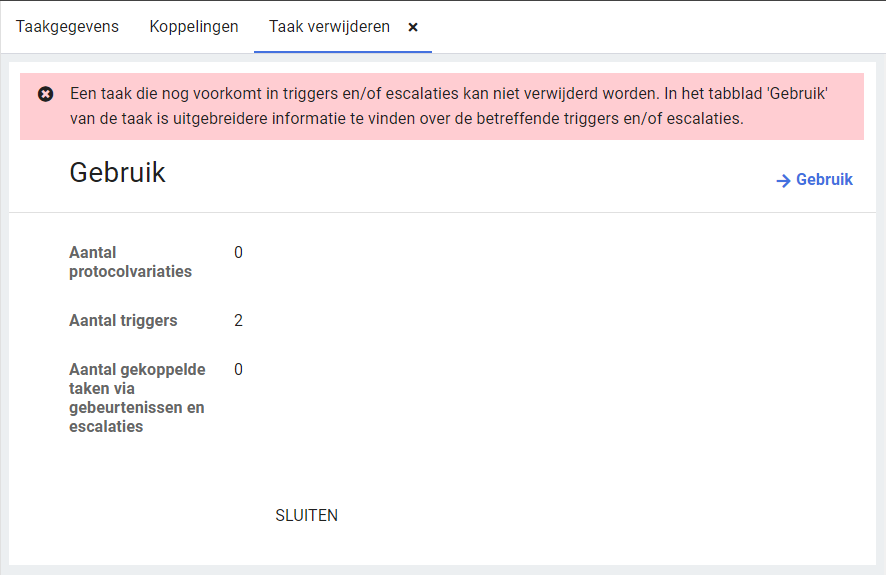 Taakgegevens Koppelingen Taak verwijderen ×
Een taak die nog voorkomt in triggers en/of escalaties kan niet verwijderd worden. In het tabblad 'Gebruik'
van de taak is uitgebreidere informatie te vinden over de betreffende triggers en/of escalaties.
Gebruik
→ Gebruik
Aantal 0
protocolvariaties
Aantal triggers 2
Aantal gekoppelde 0
taken via
gebeurtenissen en
escalaties
SLUITEN